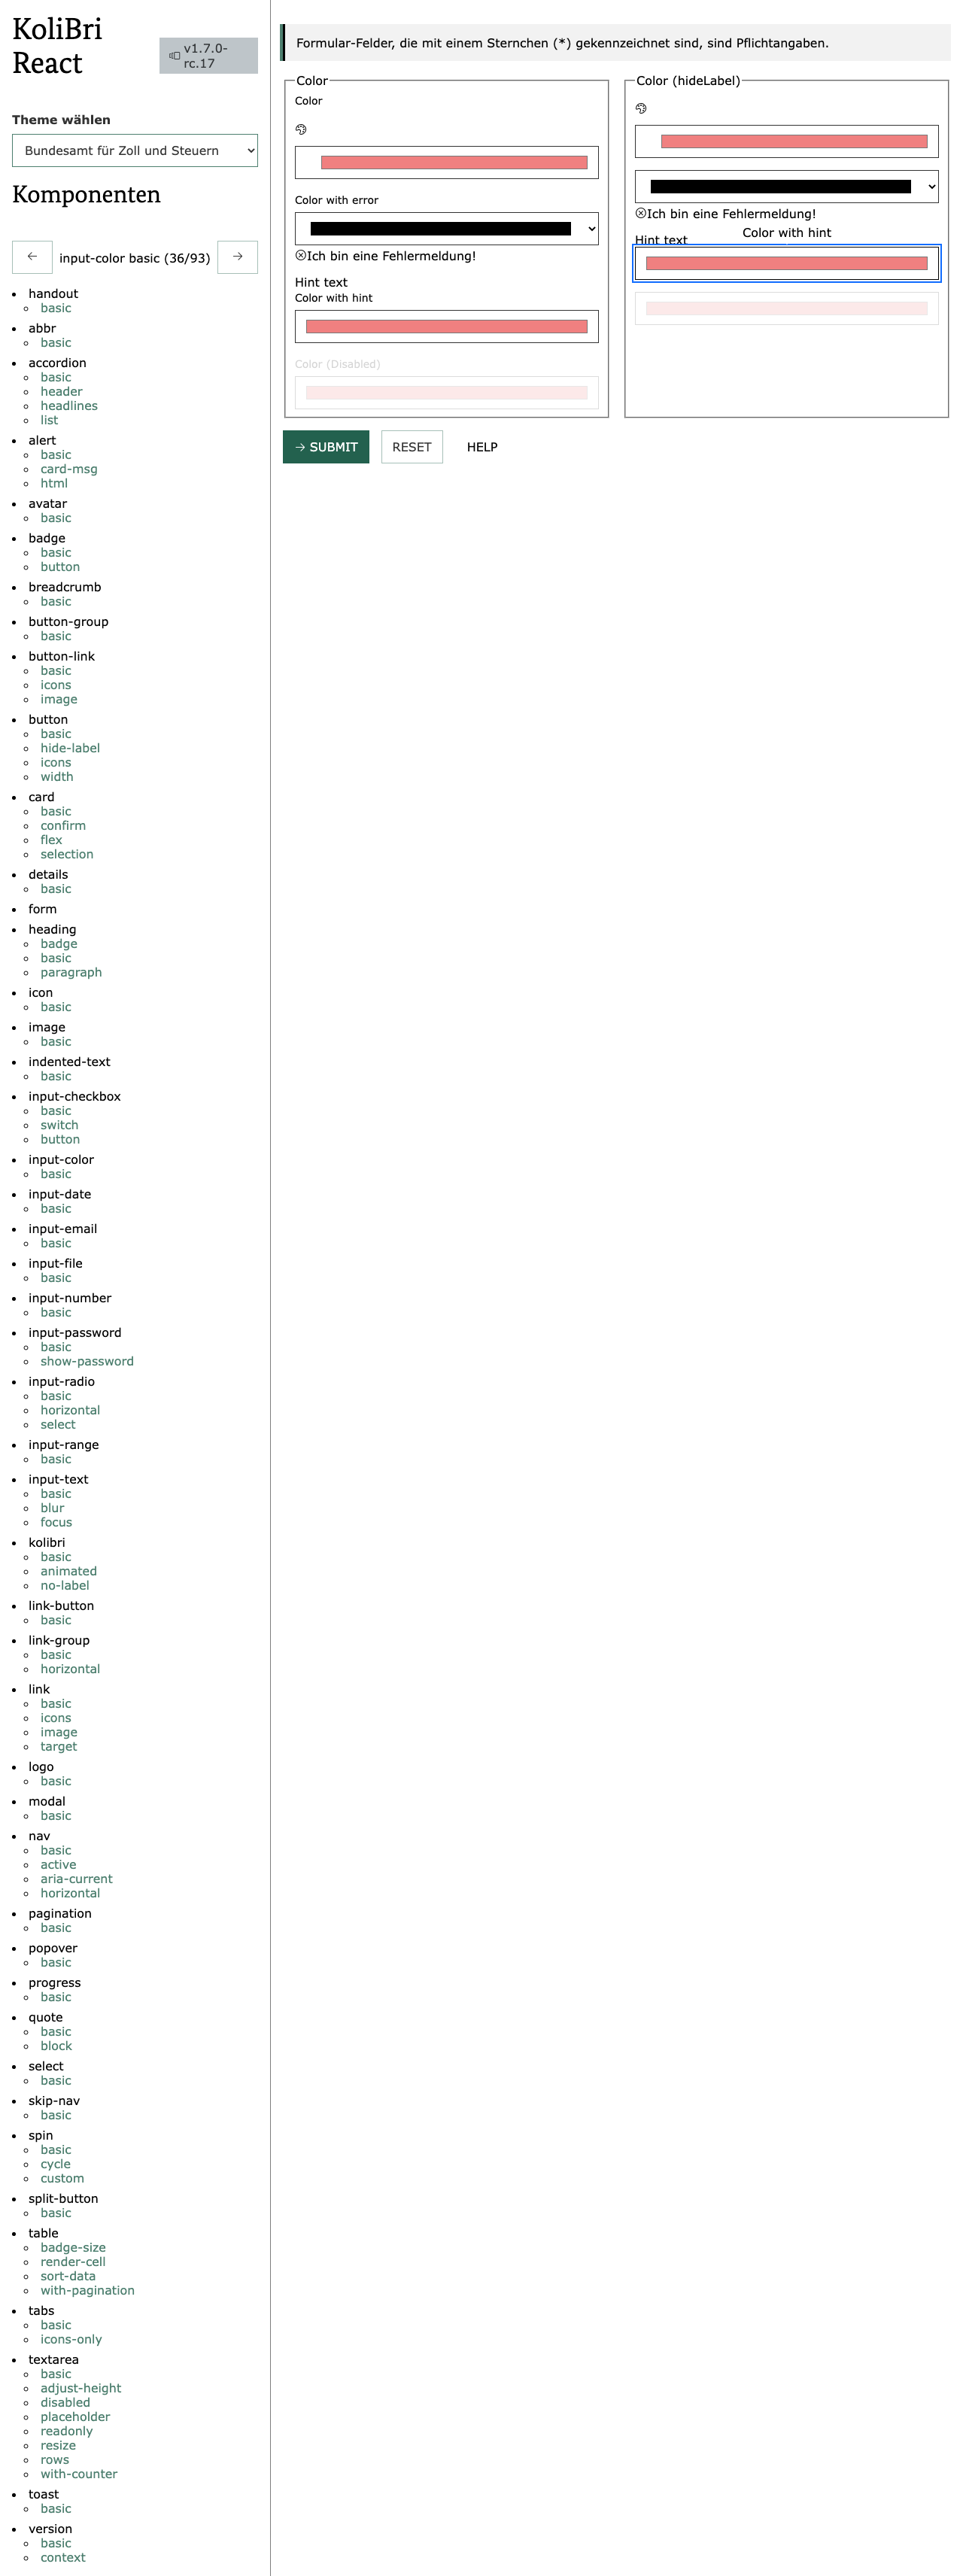 KoliBri
React
v1.7.0-
rc.17
Theme wählen
Bundesamt für Zoll und Steuern
Komponenten
input-color basic (36/93)
handout
basic
abbr
basic
accordion
basic
header
headlines
list
alert
basic
card-msg
html
avatar
basic
badge
basic
button
breadcrumb
basic
button-group
basic
button-link
basic
icons
image
button
basic
hide-label
icons
width
card
basic
confirm
flex
selection
details
basic
form
heading
badge
basic
paragraph
icon
basic
image
basic
indented-text
basic
input-checkbox
basic
switch
button
input-color
basic
input-date
basic
input-email
basic
input-file
basic
input-number
basic
input-password
basic
show-password
input-radio
basic
horizontal
select
input-range
basic
input-text
basic
blur
focus
kolibri
basic
animated
no-label
link-button
basic
link-group
basic
horizontal
link
basic
icons
image
target
logo
basic
modal
basic
nav
basic
active
aria-current
horizontal
pagination
basic
popover
basic
progress
basic
quote
basic
block
select
basic
skip-nav
basic
spin
basic
cycle
custom
split-button
basic
table
badge-size
render-cell
sort-data
with-pagination
tabs
basic
icons-only
textarea
basic
adjust-height
disabled
placeholder
readonly
resize
rows
with-counter
toast
basic
version
basic
context
Formular-Felder, die mit einem Sternchen (*) gekennzeichnet sind, sind Pflichtangaben.
Color
Color
Color with error
Ich bin eine Fehlermeldung!
Hint text
Color with hint
Color (Disabled)
Color (hideLabel)
Ich bin eine Fehlermeldung!
Color with hint
Hint text
SUBMIT
RESET
HELP